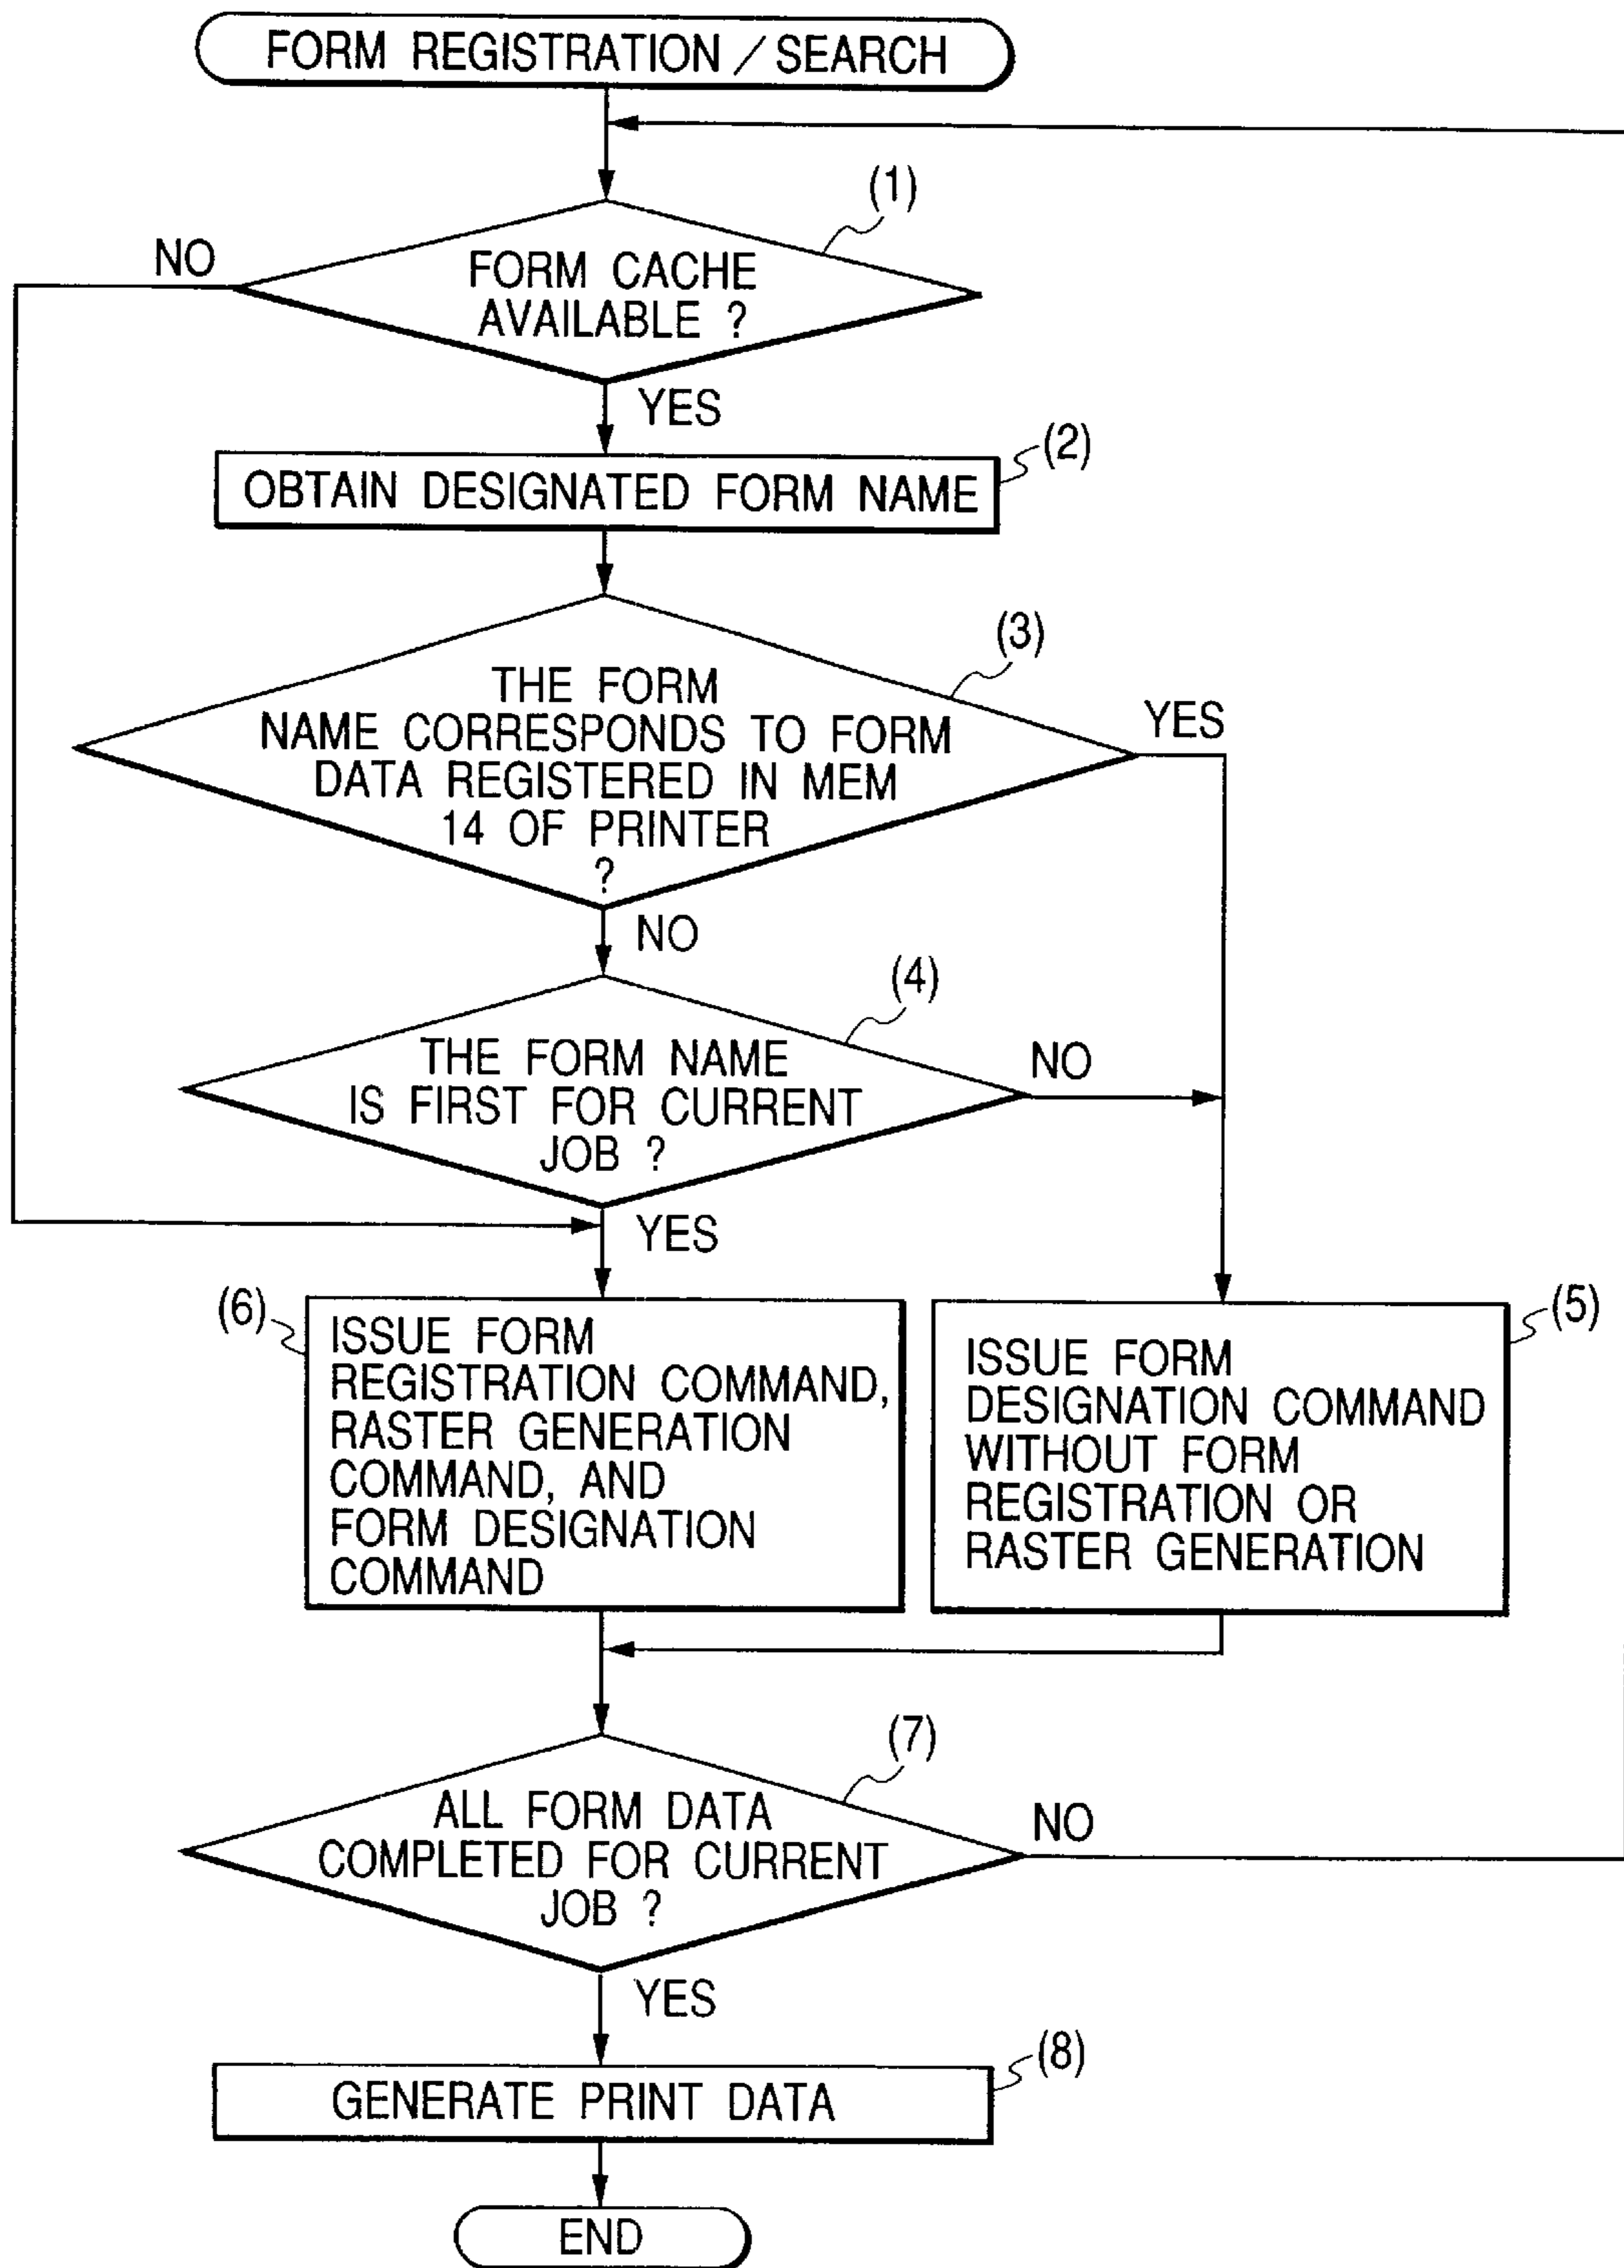 FORM REGISTRATION / SEARCH
(1)
NO
FORM CACHE
AVAILABLE ?
YES
(2)
OBTAIN DESIGNATED FORM NAME
(3)
THE FORM
NAME CORRESPONDS TO FORM
DATA REGISTERED IN MEM
14 OF PRINTER
?
YES
NO
(4)
THE FORM NAME
IS FIRST FOR CURRENT
JOB ?
NO
YES
(6)
ISSUE FORM
REGISTRATION COMMAND,
RASTER GENERATION
COMMAND, AND
FORM DESIGNATION
COMMAND
(5)
ISSUE FORM
DESIGNATION COMMAND
WITHOUT FORM
REGISTRATION OR
RASTER GENERATION
(7)
ALL FORM DATA
COMPLETED FOR CURRENT
JOB ?
NO
YES
(8)
GENERATE PRINT DATA
END